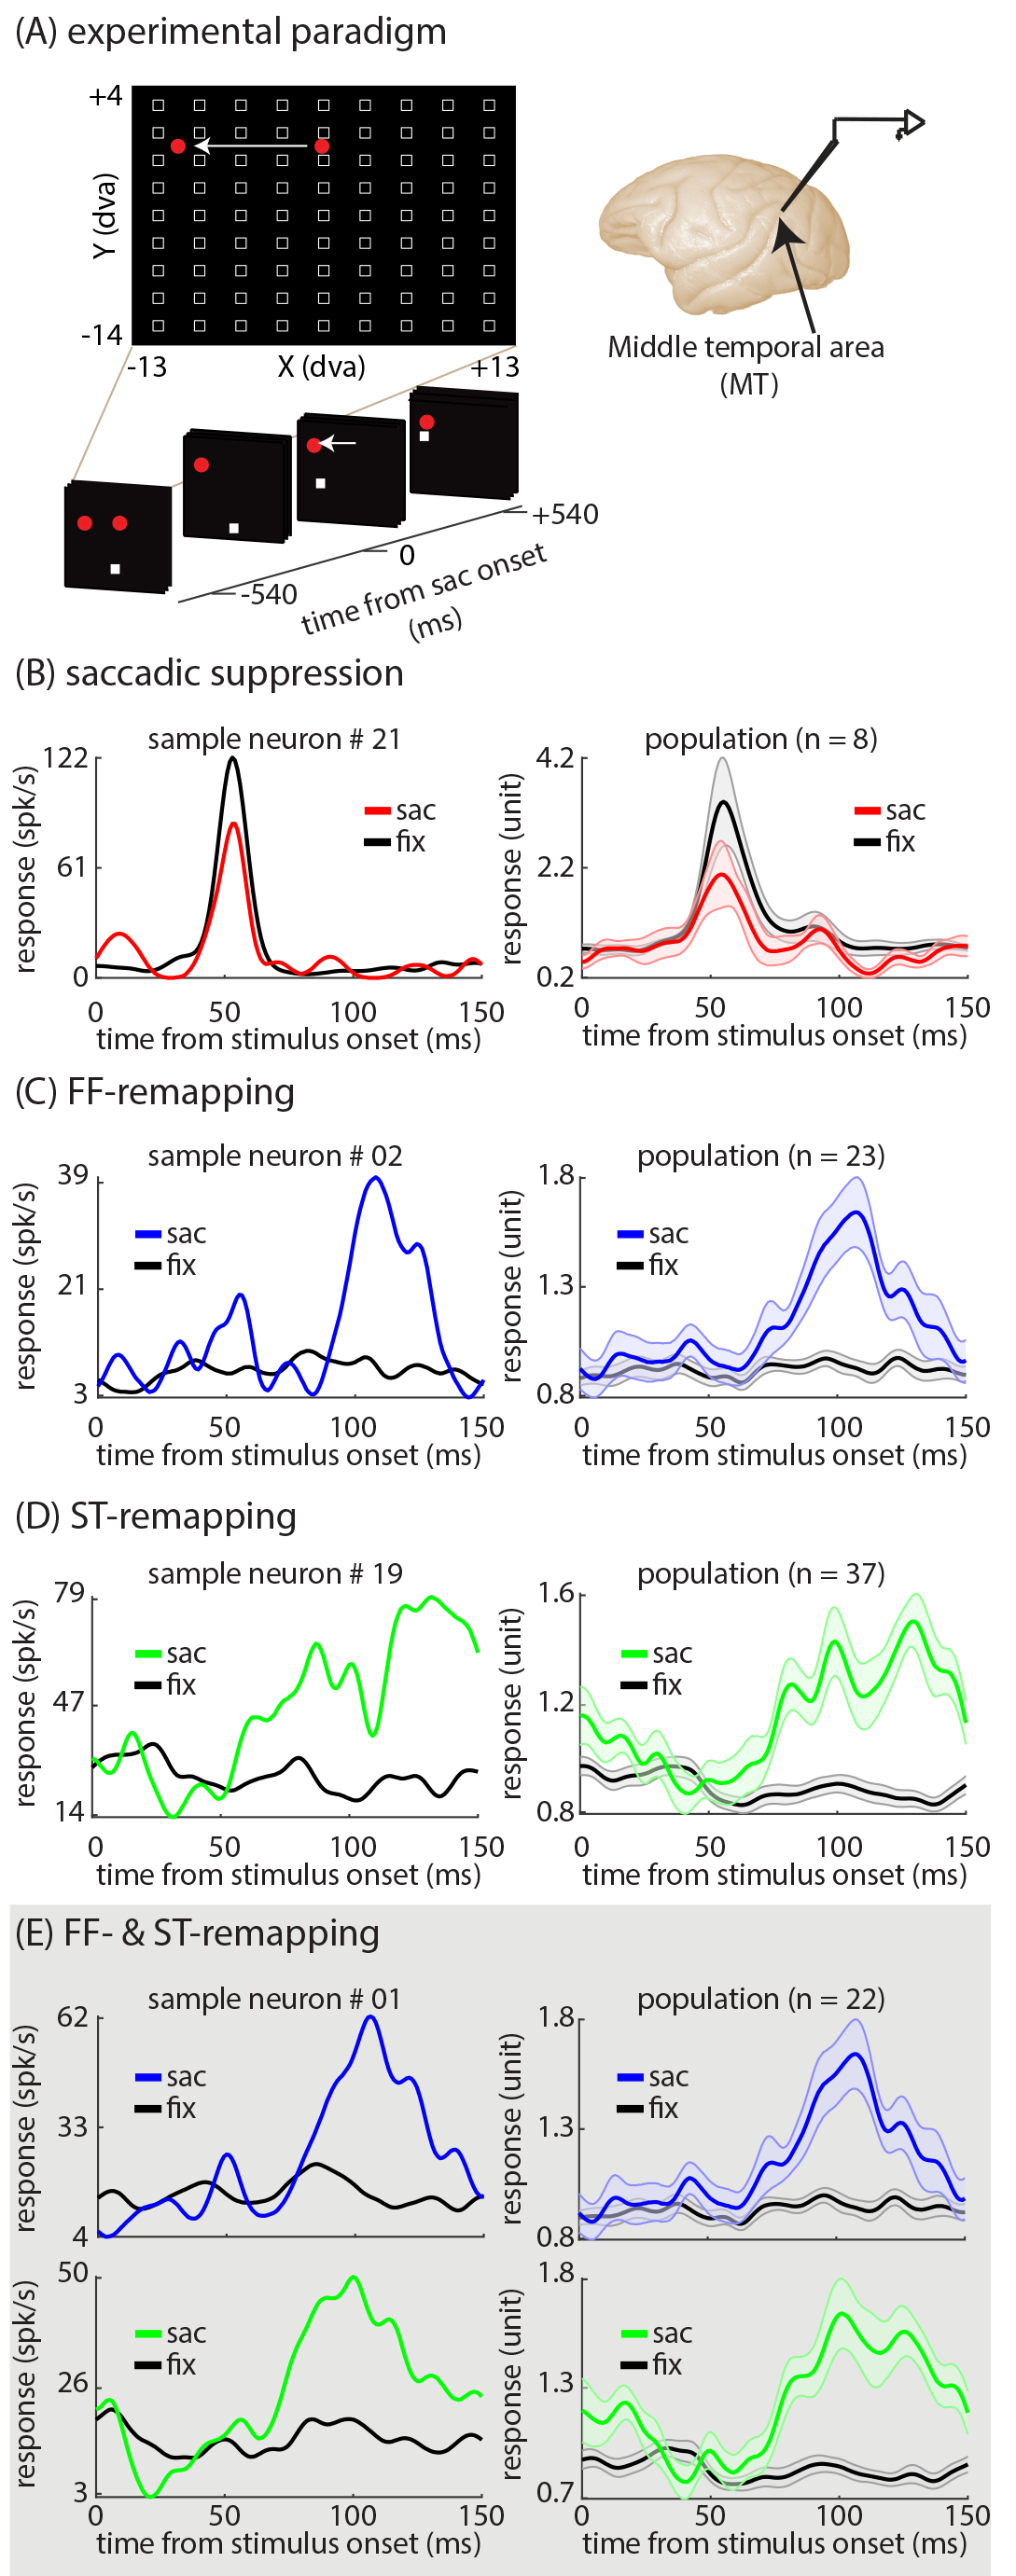 (A) experimental paradigm
+4
Y (dva)
-14
-13
X (dva)
+13
Middle temporal area
(MT)
-540
0
+540
time from sac onset
(ms)
(B) saccadic suppression
sample neuron # 21
response (spk/s)
122
61
0
sac
fix
0
50
100
150
time from stimulus onset (ms)
population (n = 8)
response (unit)
4.2
2.2
0.2
sac
fix
0
50
100
150
time from stimulus onset (ms)
(C) FF-remapping
sample neuron # 02
response (spk/s)
39
21
3
sac
fix
0
50
100
150
time from stimulus onset (ms)
population (n = 23)
response (unit)
1.8
1.3
0.8
sac
fix
0
50
100
150
time from stimulus onset (ms)
(D) ST-remapping
sample neuron # 19
response (spk/s)
79
47
14
sac
fix
0
50
100
150
time from stimulus onset (ms)
population (n = 37)
response (unit)
1.6
1.2
0.8
sac
fix
0
50
100
150
time from stimulus onset (ms)
(E) FF- & ST-remapping
sample neuron # 01
response (spk/s)
62
33
4
sac
fix
population (n = 22)
response (unit)
1.8
1.3
0.8
sac
fix
response (spk/s)
50
26
3
sac
fix
0
50
100
150
time from stimulus onset (ms)
response (unit)
1.8
1.3
0.7
sac
fix
0
50
100
150
time from stimulus onset (ms)